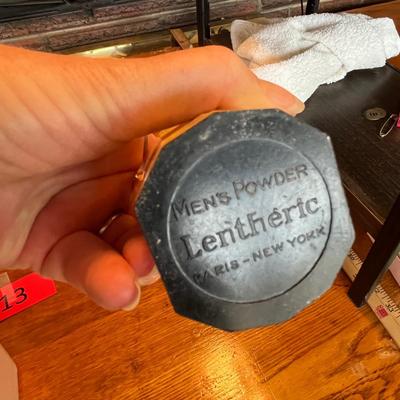 MEN'S POWDER
Lenthéric
PARIS-NEW YORK
13